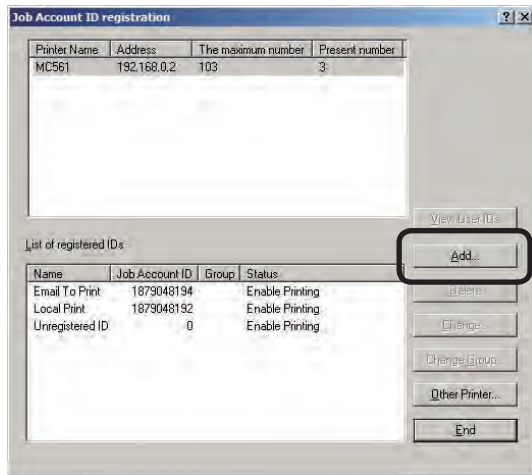 Job Account ID registration
Printer Name Address The maximum number Present number
MC561 192.168.0.2 103 3
View User IDs
List of registered IDs
Add...
Name Job Account ID Group Status
Delete
Email To Print 1879048194 Enable Printing
Local Print 1879048192 Enable Printing
Unregistered ID 0 Enable Printing
Change...
Change Group...
Other Printer...
End